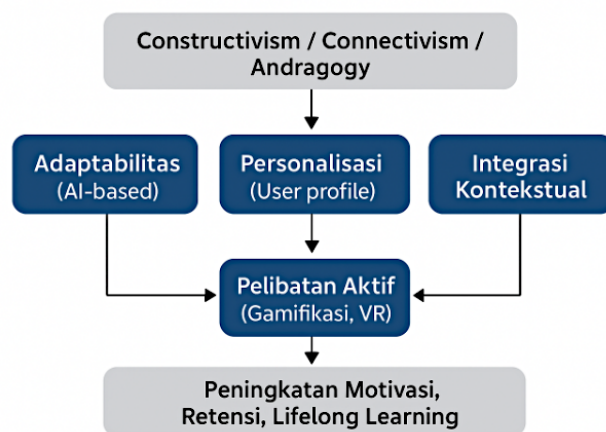 Constructivism / Connectivism /
Andragogy
Adaptabilitas
(AI-based)
Personalisasi
(User profile)
Integrasi
Kontekstual
Pelibatan Aktif
(Gamifikasi, VR)
Peningkatan Motivasi,
Retensi, Lifelong Learning